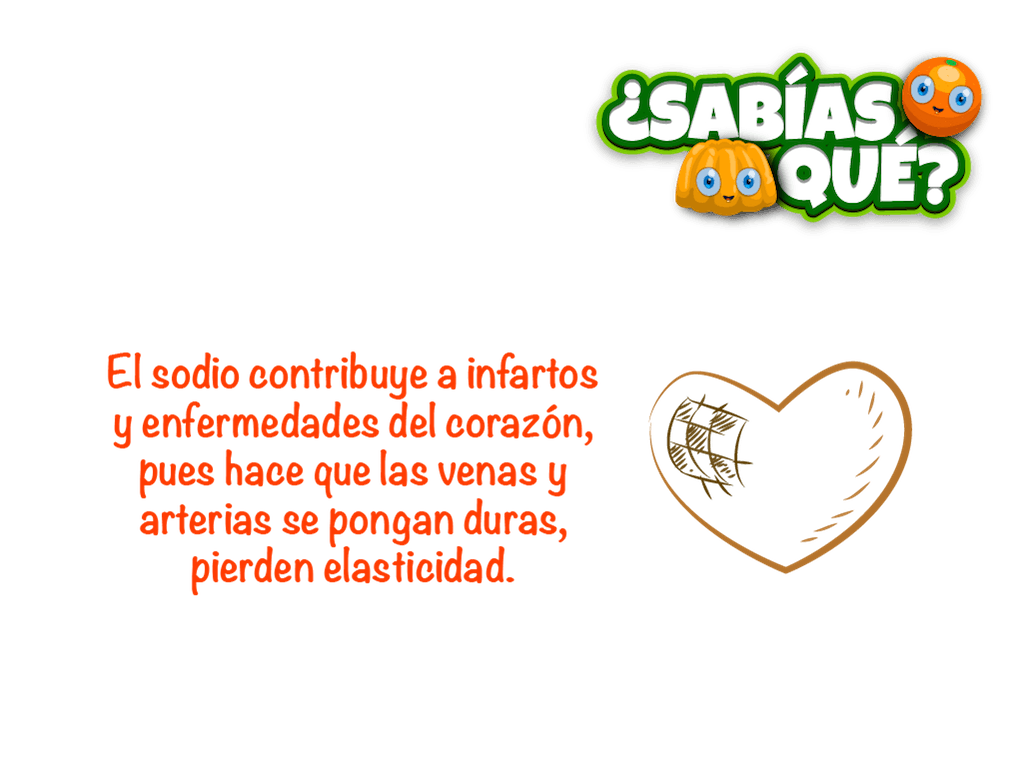 ¿SABÍAS
QUÉ?
El sodio contribuye a infartos
y enfermedades del corazón,
pues hace que las venas y
arterias se pongan duras,
pierden elasticidad.